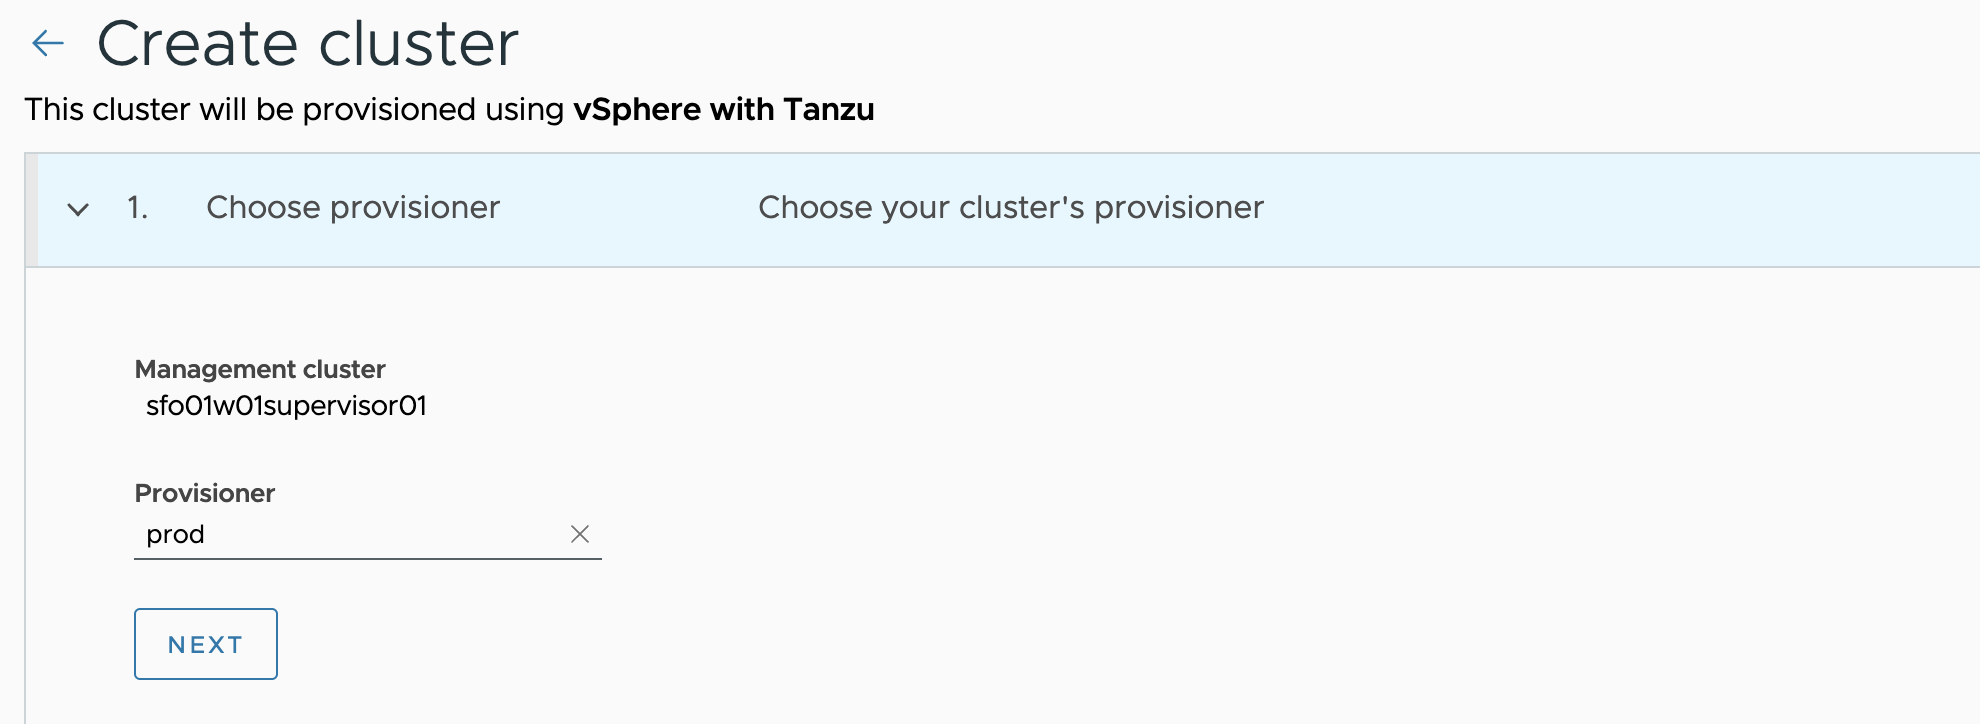 Create cluster
This cluster will be provisioned using vSphere with Tanzu
1. Choose provisioner Choose your cluster's provisioner
Management cluster
sfo01w01supervisor01
Provisioner
prod
NEXT